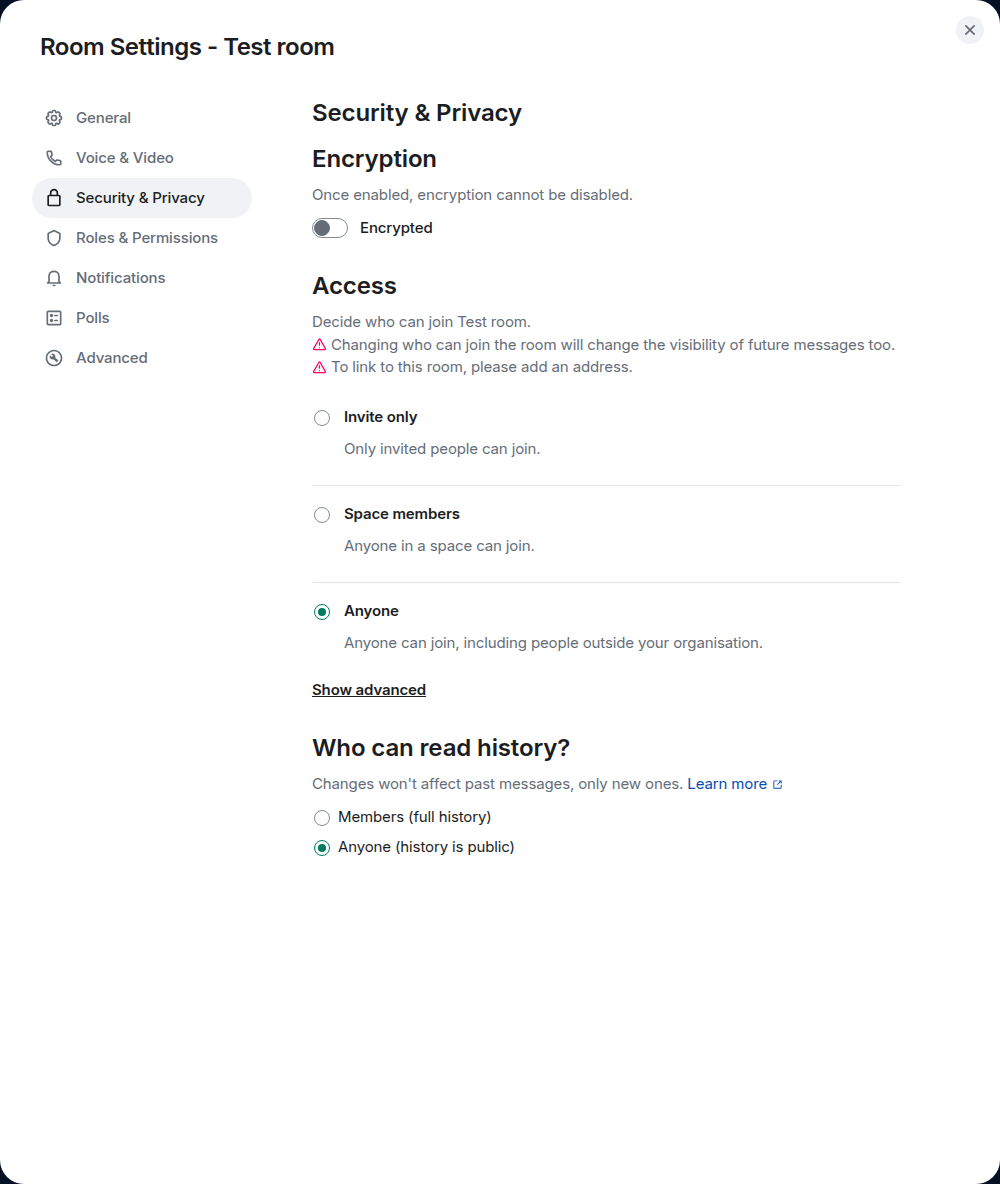 Room Settings - Test room
General
Voice & Video
Security & Privacy
Roles & Permissions
Notifications
Polls
Advanced
Security & Privacy
Encryption
Once enabled, encryption cannot be disabled.
Encrypted
Access
Decide who can join Test room.
Changing who can join the room will change the visibility of future messages too.
To link to this room, please add an address.
Invite only
Only invited people can join.
Space members
Anyone in a space can join.
Anyone
Anyone can join, including people outside your organisation.
Show advanced
Who can read history?
Changes won't affect past messages, only new ones. Learn more
Members (full history)
Anyone (history is public)